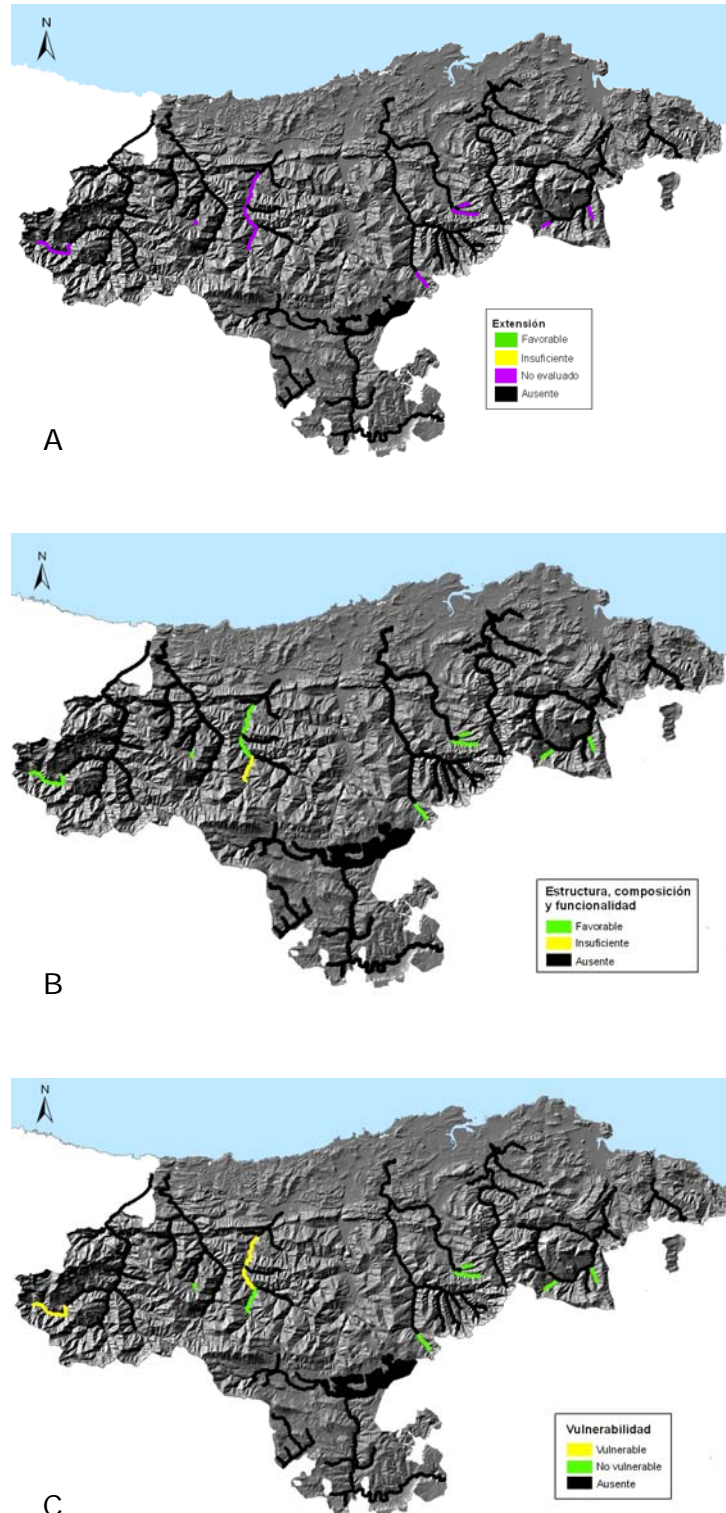 N
Extensión
Favorable
Insuficiente
No evaluado
Ausente
A
N
Estructura, composición
y funcionalidad
Favorable
Insuficiente
Ausente
B
N
Vulnerabilidad
Vulnerable
No vulnerable
Ausente
C